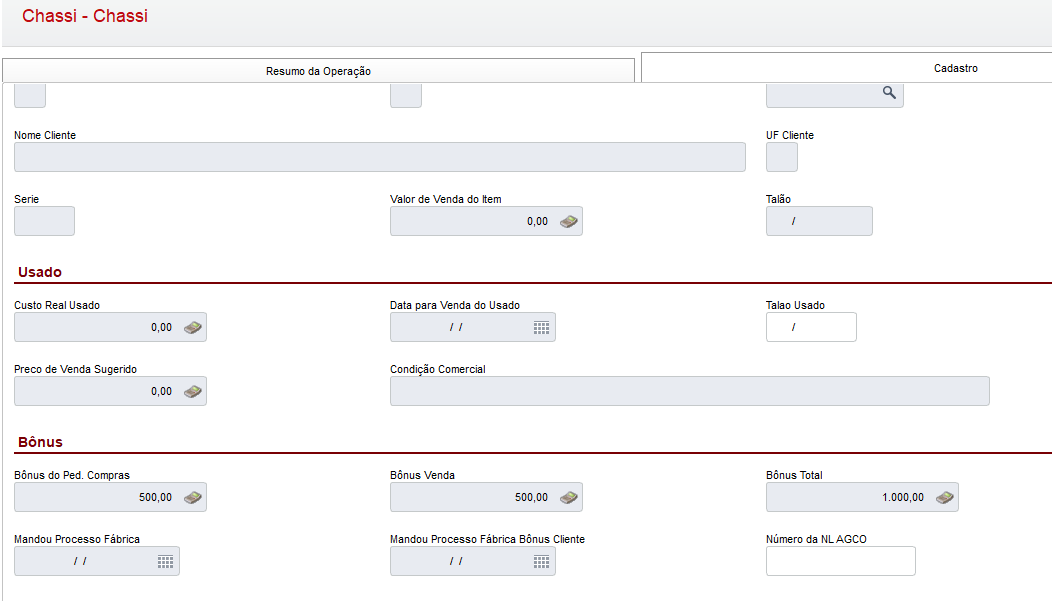 Chassi - Chassi
Resumo da Operação Cadastro
Nome Cliente UF Cliente
Serie Valor de Venda do Item Talão
0,00 /
Usado
Custo Real Usado Data para Venda do Usado Talao Usado
0,00 / / /
Preco de Venda Sugerido Condição Comercial
0,00
Bônus
Bônus do Ped. Compras Bônus Venda Bônus Total
500,00 500,00 1.000,00
Mandou Processo Fábrica Mandou Processo Fábrica Bônus Cliente Número da NL AGCO
/ / / /